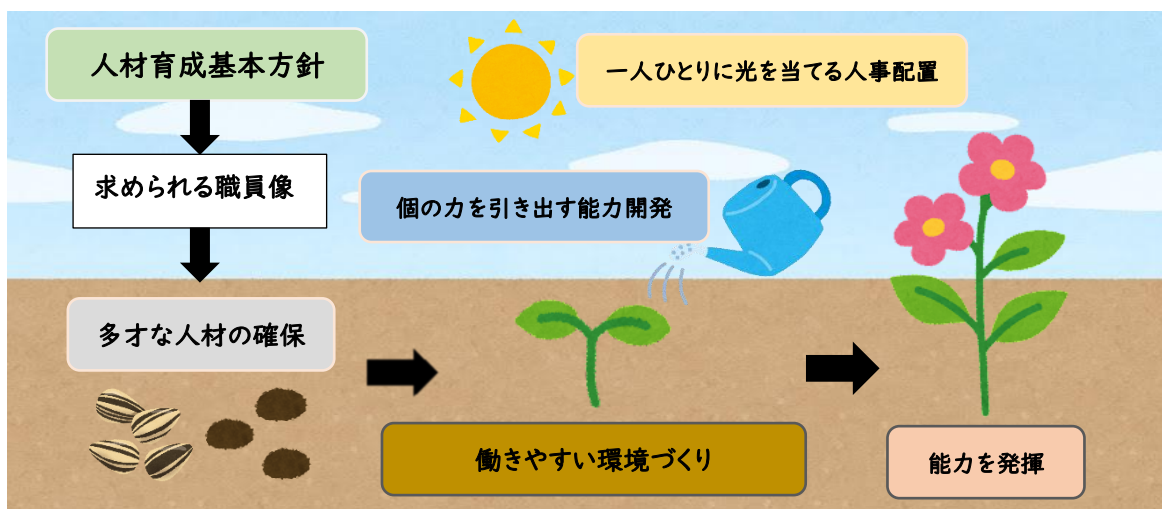 人材育成基本方針
一人ひとりに光を当てる人事配置
求められる職員像
個の力を引き出す能力開発
多才な人材の確保
働きやすい環境づくり
能力を発揮